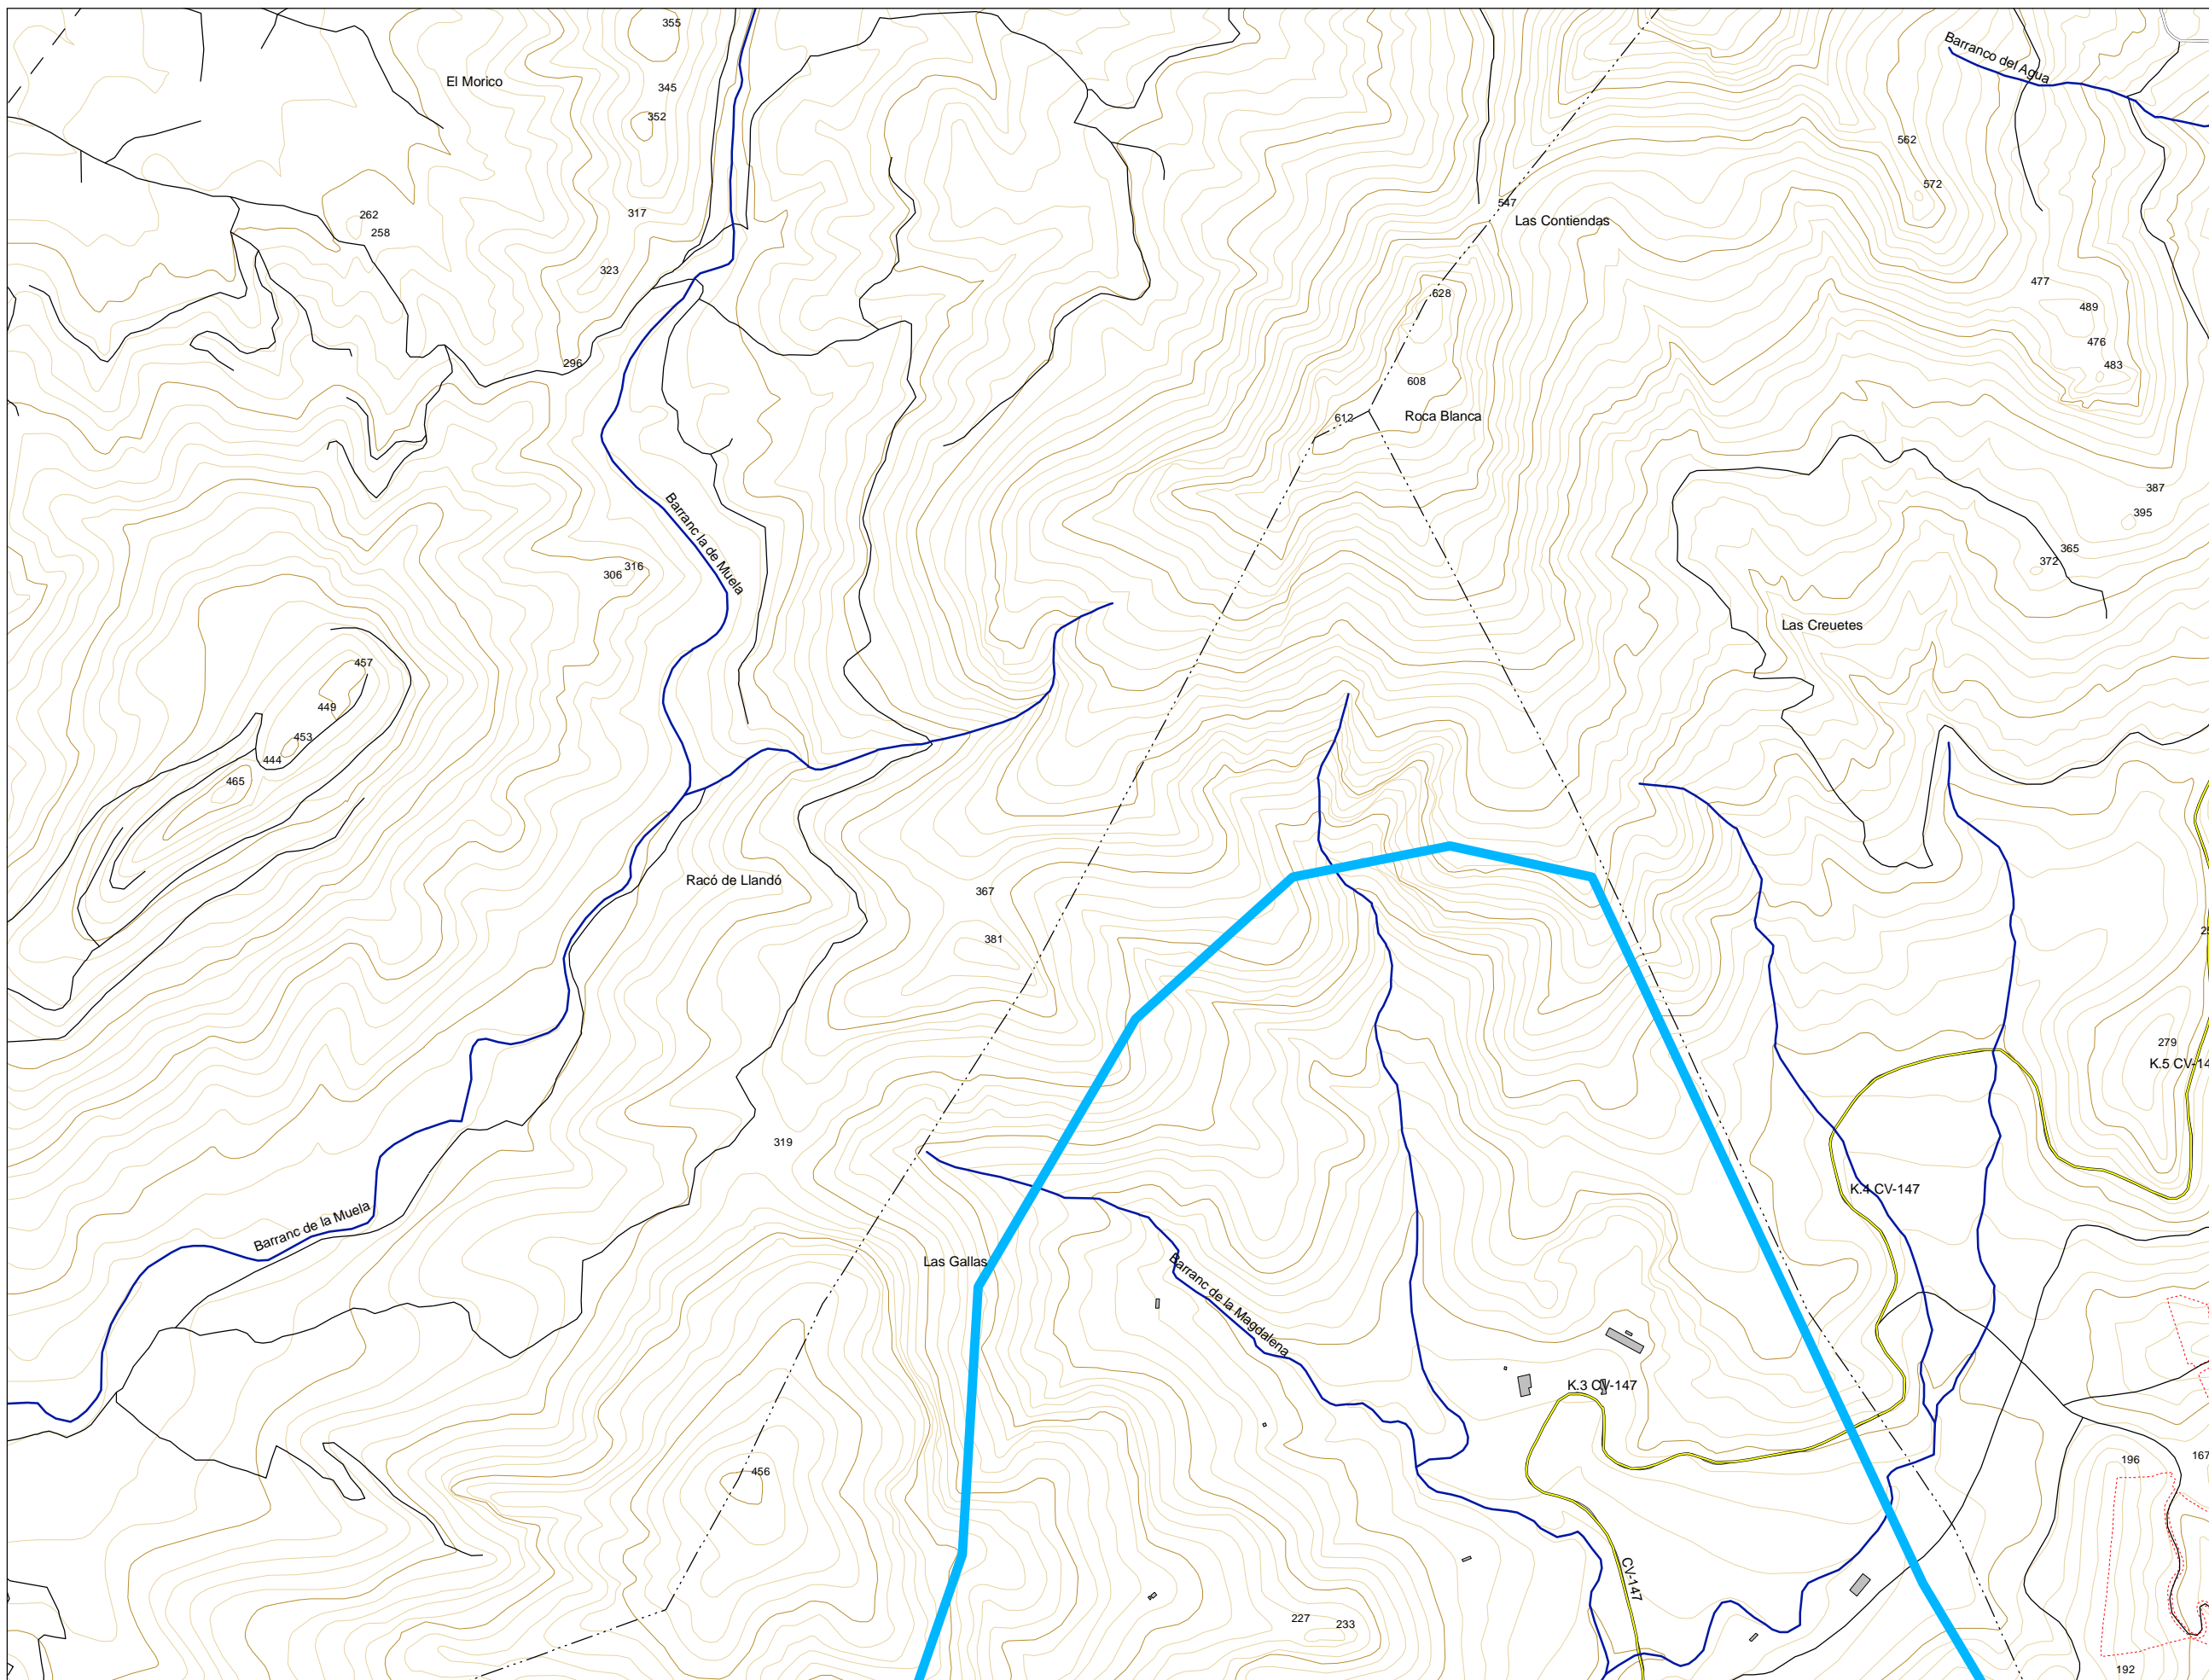 355
Barranco del Agua
El Morico
345
352
562
572
547
262
317
Las Contiendas
258
323
477
628
489
476
296
483
608
612
Roca Blanca
387
Barranc la de Muela
395
365
316
372
306
Las Creuetes
457
449
453
444
465
Racó de Llandó
367
381
279
K.5 CV-14
319
K.4 CV-147
Barranc de la Muela
Las Gallas
Barranc de la Magdalena
K.3 CV-147
196
167
456
CV-147
227
233
192